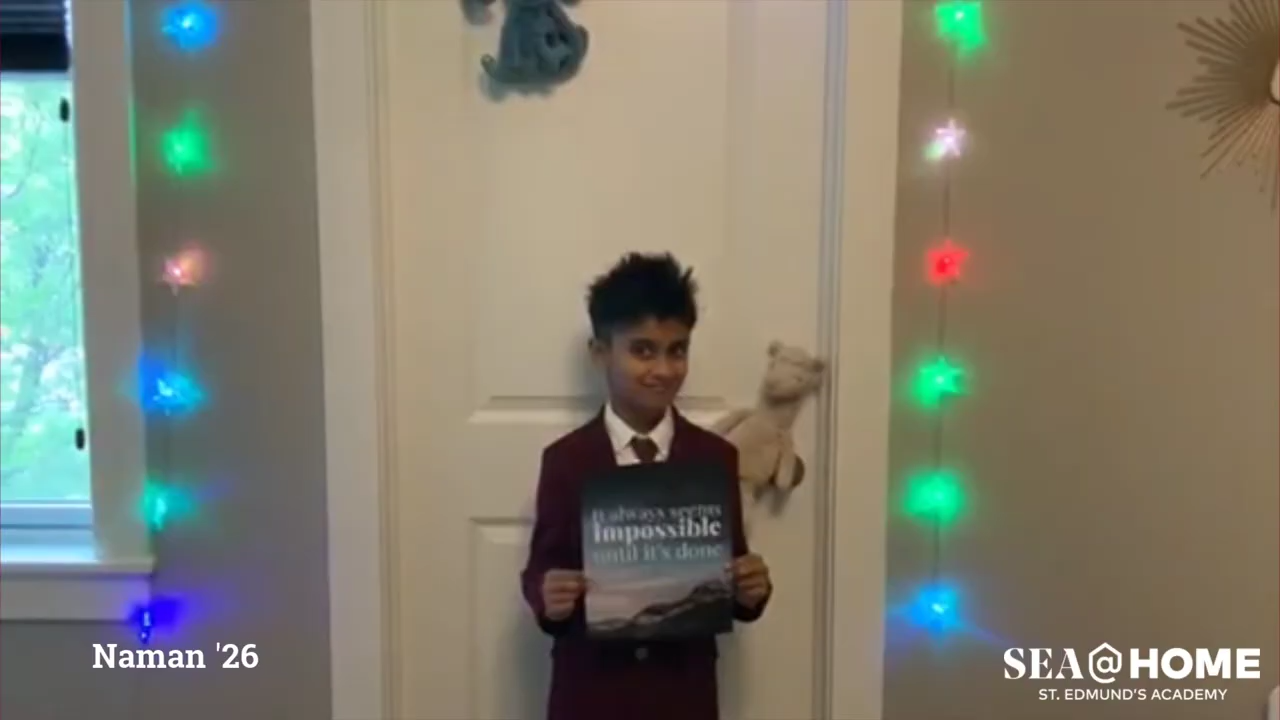 It always seems
impossible
until it's done
Naman '26
SEA@HOME
ST. EDMUND'S ACADEMY